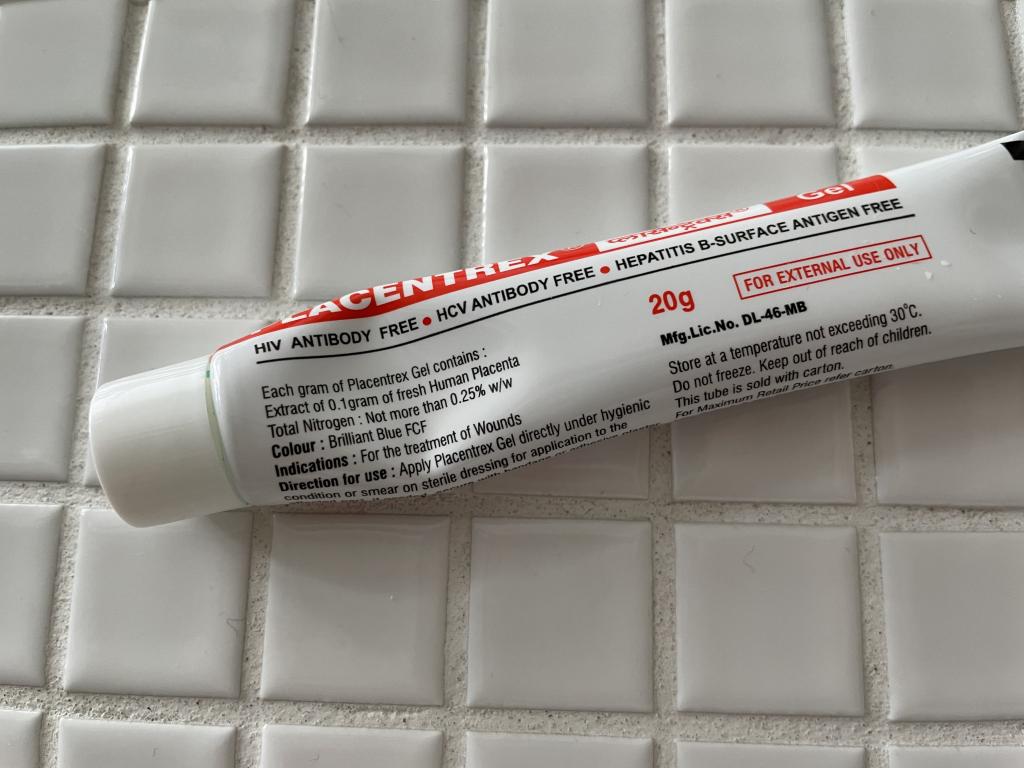 PLACENTREX® Gel
HIV ANTIBODY FREE ● HCV ANTIBODY FREE ● HEPATITIS B-SURFACE ANTIGEN FREE
20g
FOR EXTERNAL USE ONLY
Mfg.Lic.No. DL-46-MB
Each gram of Placentrex Gel contains :
Extract of 0.1gram of fresh Human Placenta
Total Nitrogen : Not more than 0.25% w/w
Colour : Brilliant Blue FCF
Indications : For the treatment of Wounds
Direction for use : Apply Placentrex Gel directly under hygienic
condition or smear on sterile dressing for application to the
Store at a temperature not exceeding 30°C.
Do not freeze. Keep out of reach of children.
This tube is sold with carton.
For Maximum Retail Price refer carton.